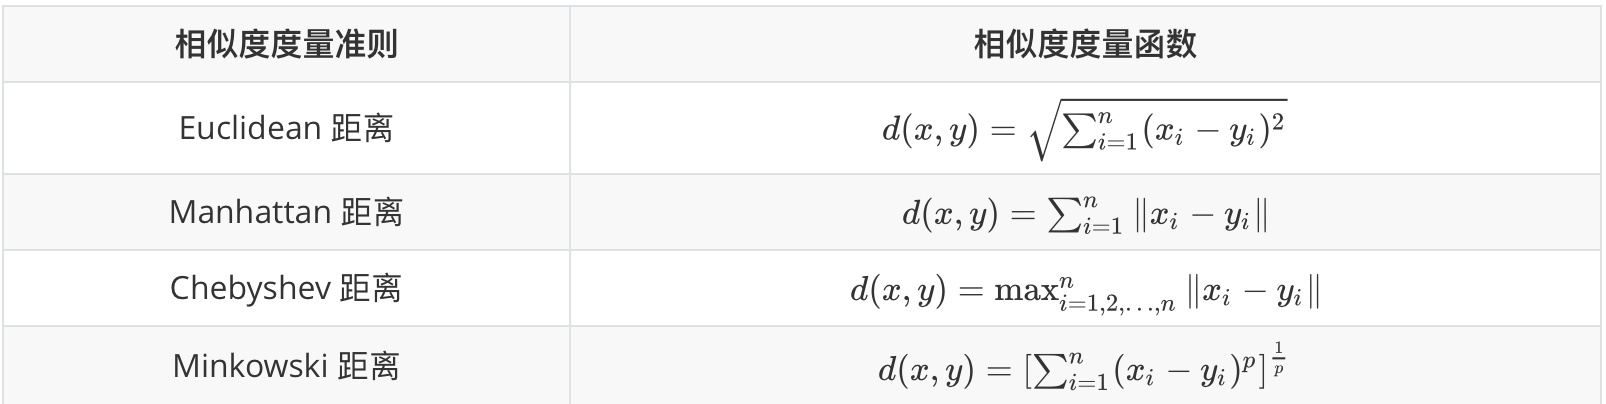 相似度度量准则 相似度度量函数
Euclidean 距离 $d(x, y) = \sqrt{\sum_{i=1}^{n}(x_i - y_i)^2}$
Manhattan 距离 $d(x, y) = \sum_{i=1}^{n} \|x_i - y_i\|$
Chebyshev 距离 $d(x, y) = \max_{i=1,2,\ldots,n}^{n} \|x_i - y_i\|$
Minkowski 距离 $d(x, y) = [\sum_{i=1}^{n}(x_i - y_i)^p]^{\frac{1}{p}}$